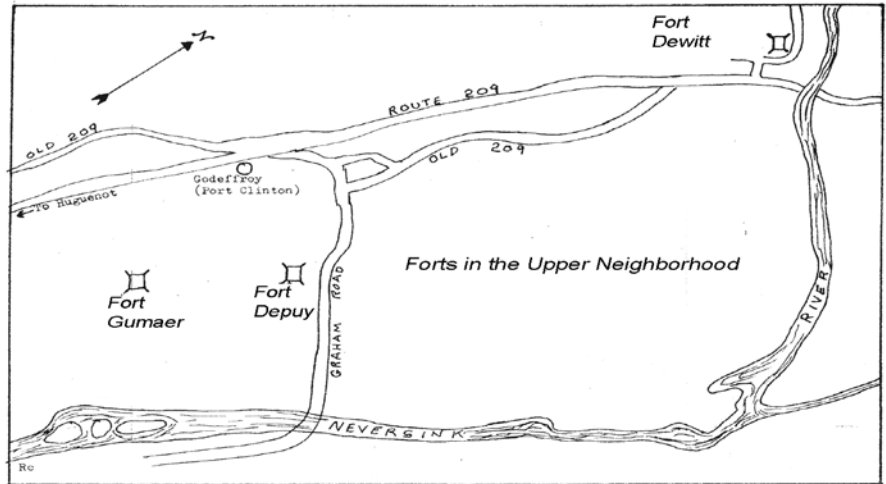 Fort
Dewitt
N
ROUTE 209
OLD 209
OLD 209
Godeffroy
(Port Clinton)
To Huguenot
Forts in the Upper Neighborhood
Fort
Gumaer
Fort
Depuy
GRAHAM ROAD
RIVER
NEVERSINK
Rc